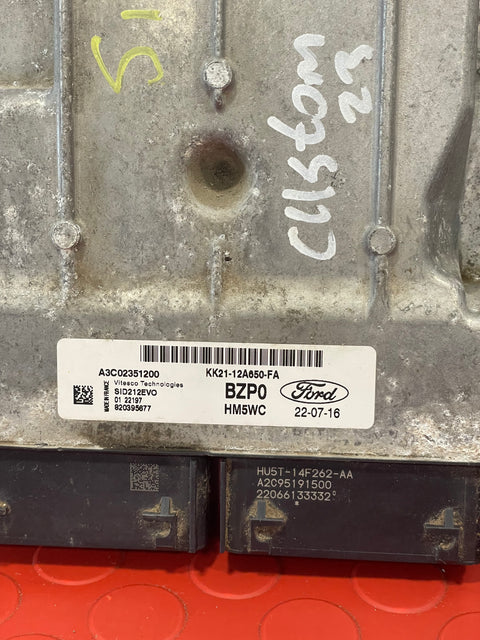 51
Custom
23
A3C02351200
KK21-12A650-FA
MADE IN FRANCE
Vitesco Technologies
SID212EVO
01 22197
820395677
BZP0
HM5WC
Ford
22-07-16
HU5T-14F262-AA
A2C95191500
22066133332